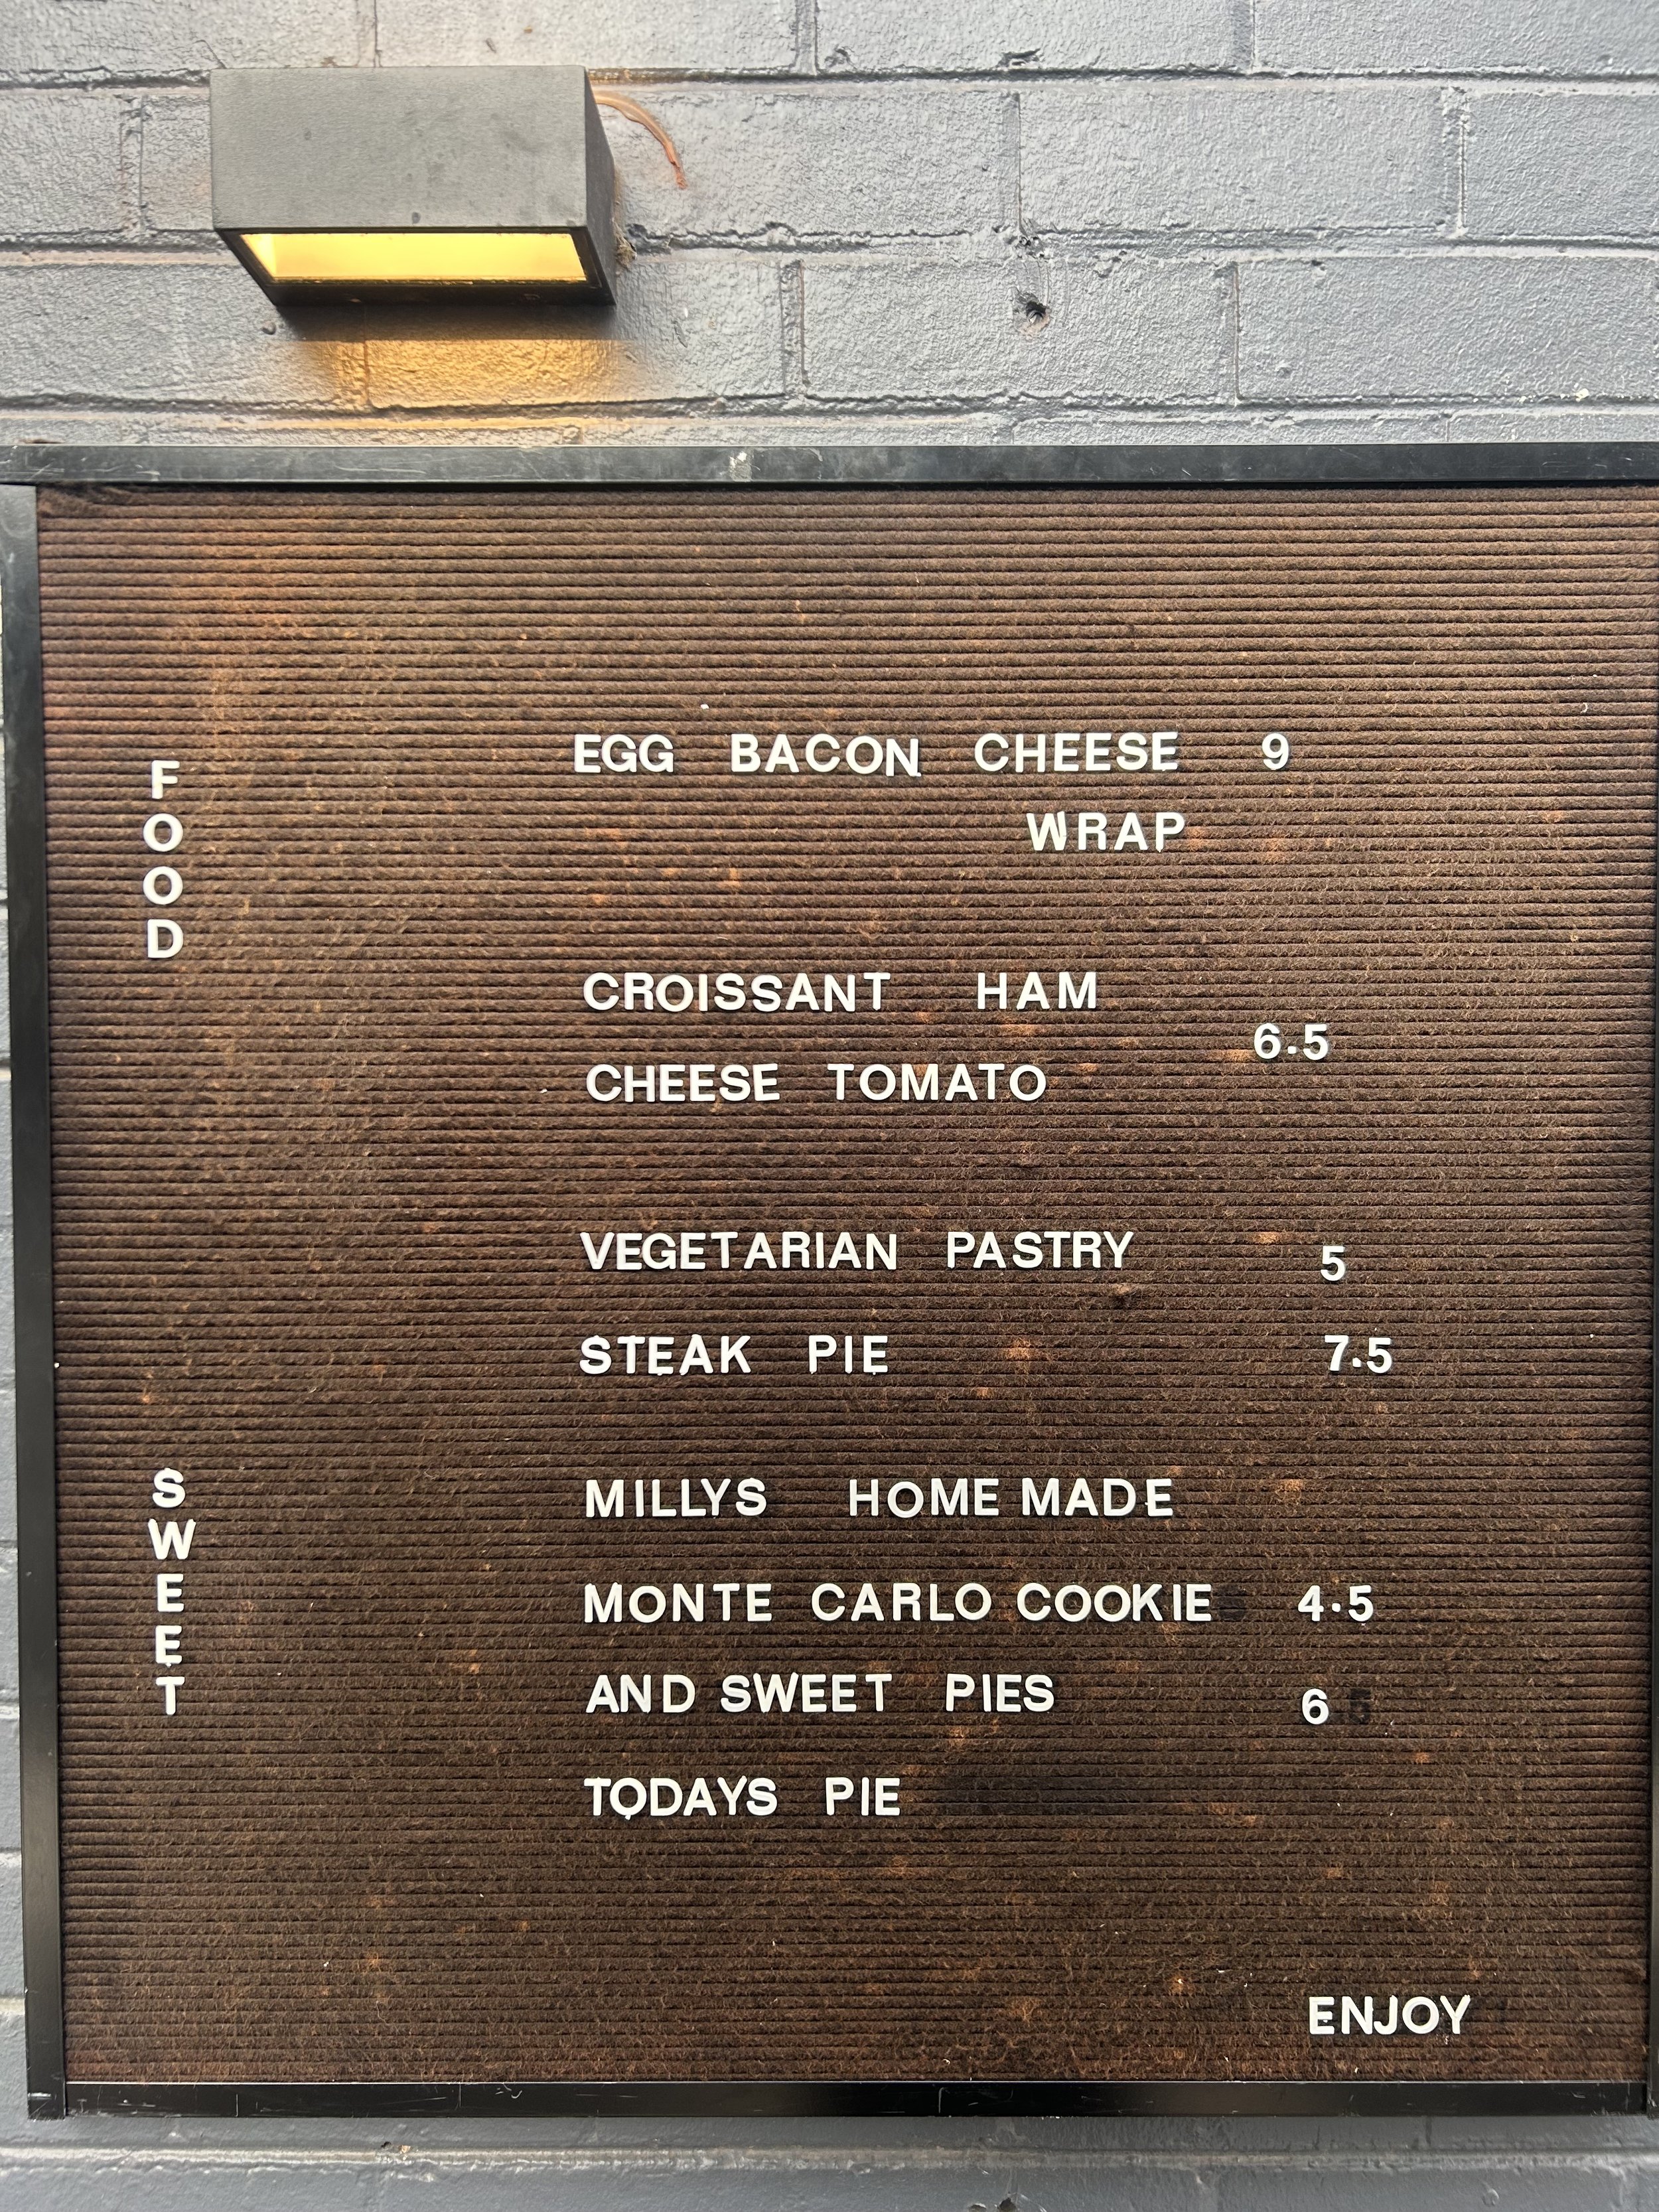 FOOD
EGG BACON CHEESE 9
WRAP
CROISSANT HAM
6.5
CHEESE TOMATO
VEGETARIAN PASTRY 5
STEAK PIE 7.5
SWEET
MILLYS HOME MADE
MONTE CARLO COOKIE 4.5
AND SWEET PIES 6
TODAYS PIE
ENJOY